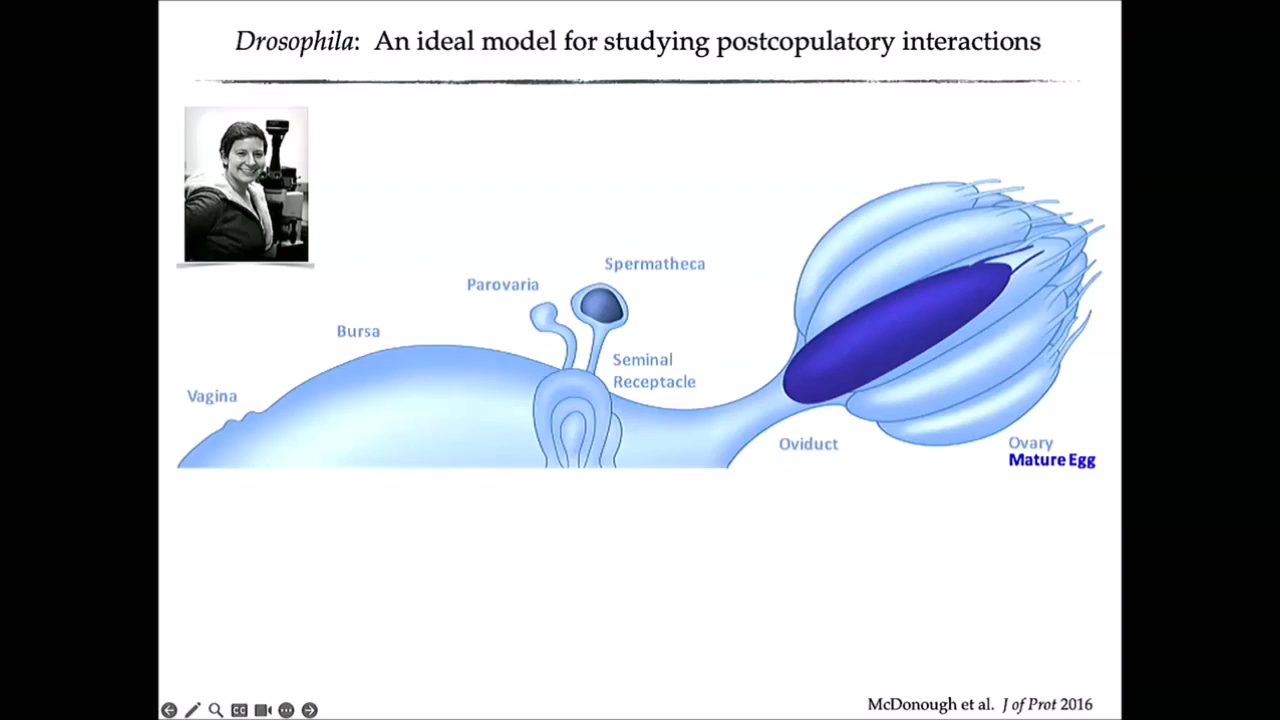 Drosophila: An ideal model for studying postcopulatory interactions
Spermatheca
Parovaria
Bursa
Seminal
Receptacle
Vagina
Oviduct
Ovary
Mature Egg
CC
McDonough et al. J of Prot 2016